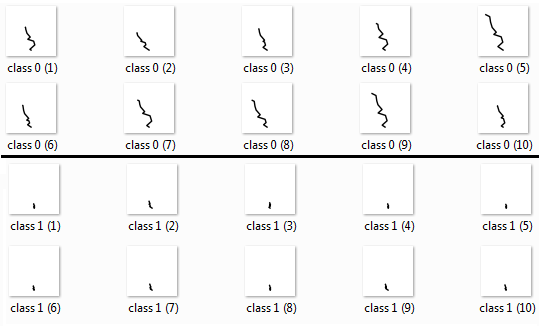 class 0 (1) class 0 (2) class 0 (3) class 0 (4) class 0 (5)
class 0 (6) class 0 (7) class 0 (8) class 0 (9) class 0 (10)
class 1 (1) class 1 (2) class 1 (3) class 1 (4) class 1 (5)
class 1 (6) class 1 (7) class 1 (8) class 1 (9) class 1 (10)